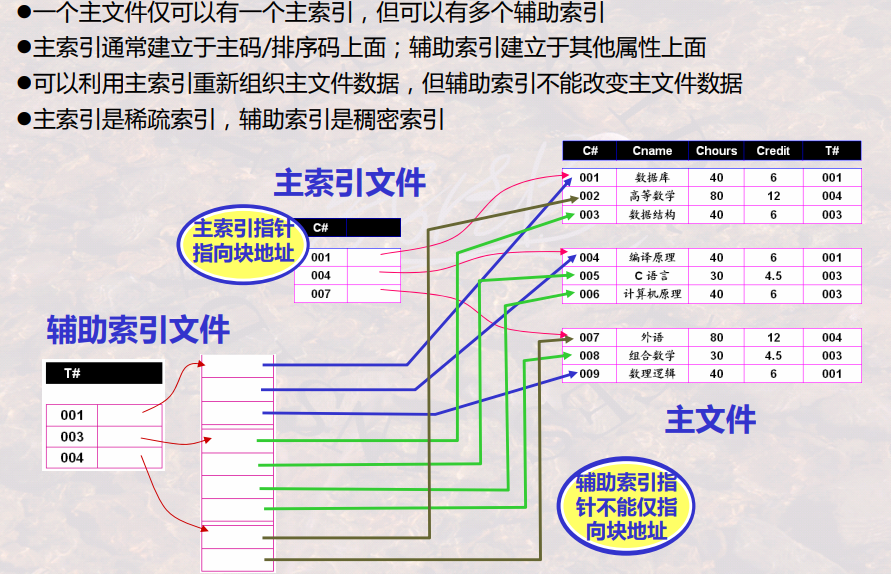 ●一个主文件仅可以有一个主索引，但可以有多个辅助索引
●主索引通常建立于主码/排序码上面；辅助索引建立于其他属性上面
●可以利用主索引重新组织主文件数据，但辅助索引不能改变主文件数据
●主索引是稀疏索引，辅助索引是稠密索引
主索引文件
主索引指针
指向块地址
C#
001
004
007
辅助索引文件
T#
001
003
004
C# Cname Chours Credit T#
001 数据库 40 6 001
002 高等数学 80 12 004
003 数据结构 40 6 003
004 编译原理 40 6 001
005 C语言 30 4.5 003
006 计算机原理 40 6 003
007 外语 80 12 004
008 组合数学 30 4.5 003
009 数理逻辑 40 6 001
主文件
辅助索引指
针不能仅指
向块地址